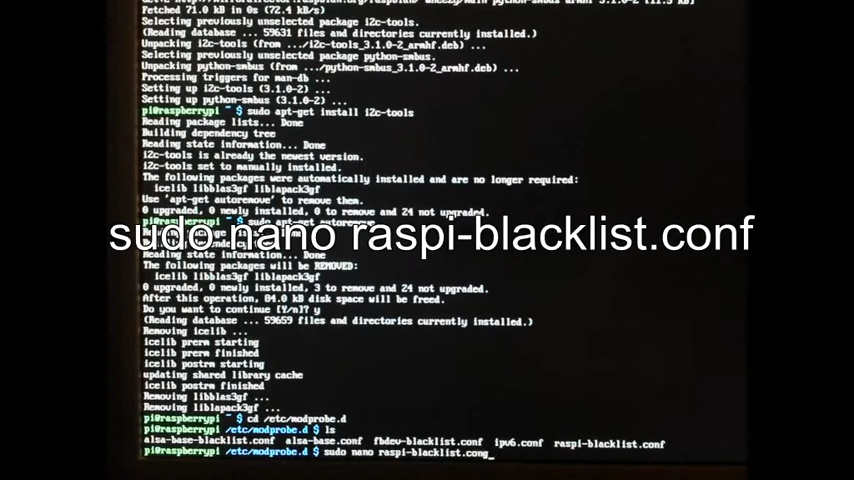 Fetched 71.0 kB in 0s (72.4 kB/s)
Selecting previously unselected package i2c-tools.
(Reading database ... 59631 files and directories currently installed.)
Unpacking i2c-tools (from .../i2c-tools_3.1.0-2_armhf.deb) ...
Selecting previously unselected package python-smbus.
Unpacking python-smbus (from .../python-smbus_3.1.0-2_armhf.deb) ...
Processing triggers for man-db ...
Setting up i2c-tools (3.1.0-2) ...
Setting up python-smbus (3.1.0-2) ...
pi@raspberrypi ~ $ sudo apt-get install i2c-tools
Reading package lists... Done
Building dependency tree
Reading state information... Done
i2c-tools is already the newest version.
i2c-tools set to manually installed.
The following packages were automatically installed and are no longer required:
icelib libblas3gf liblapack3gf
Use 'apt-get autoremove' to remove them.
0 upgraded, 0 newly installed, 0 to remove and 24 not upgraded.
pi@raspberrypi ~ $ sudo apt-get autoremove
sudo nano raspi-blacklist.conf
Reading state information... Done
The following packages will be REMOVED:
icelib libblas3gf liblapack3gf
0 upgraded, 0 newly installed, 3 to remove and 24 not upgraded.
After this operation, 84.0 kB disk space will be freed.
Do you want to continue [Y/n]? y
(Reading database ... 59659 files and directories currently installed.)
Removing icelib ...
icelib prerm starting
icelib prerm finished
icelib postrm starting
updating shared library cache
icelib postrm finished
Removing libblas3gf ...
Removing liblapack3gf ...
pi@raspberrypi ~ $ cd /etc/modprobe.d
pi@raspberrypi /etc/modprobe.d $ ls
alsa-base-blacklist.conf alsa-base.conf fbdev-blacklist.conf ipv6.conf raspi-blacklist.conf
pi@raspberrypi /etc/modprobe.d $ sudo nano raspi-blacklist.cong_